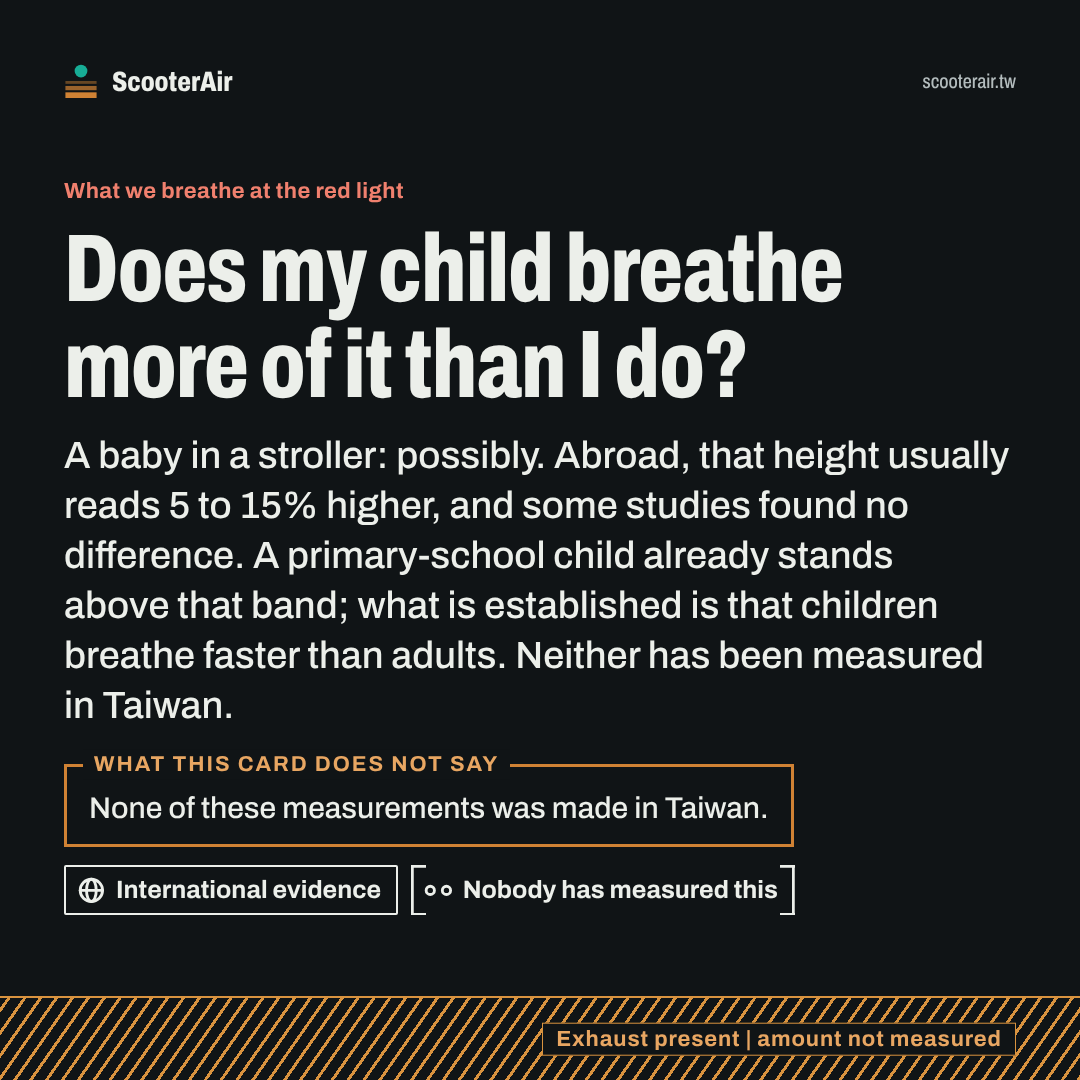 ScooterAir
scooterair.tw
What we breathe at the red light
Does my child breathe
more of it than I do?
A baby in a stroller: possibly. Abroad, that height usually
reads 5 to 15% higher, and some studies found no
difference. A primary-school child already stands
above that band; what is established is that children
breathe faster than adults. Neither has been measured
in Taiwan.
WHAT THIS CARD DOES NOT SAY
None of these measurements was made in Taiwan.
International evidence
Nobody has measured this
Exhaust present | amount not measured